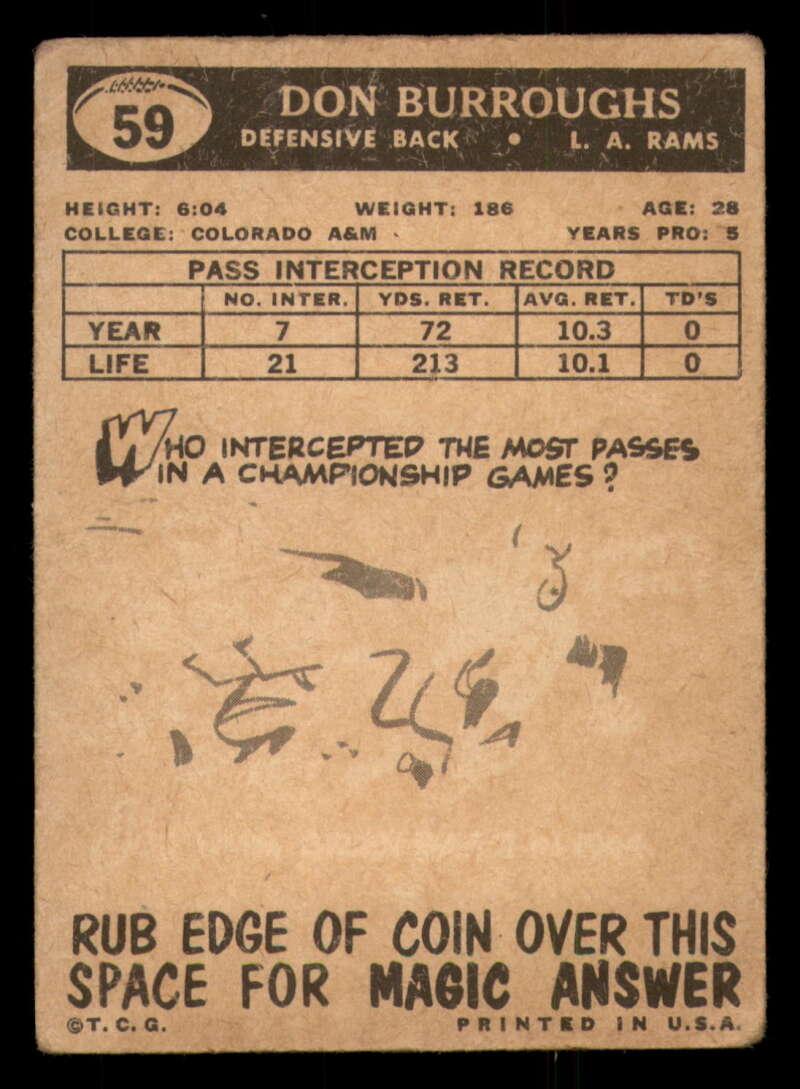 59
DON BURROUGHS
DEFENSIVE BACK • L. A. RAMS
HEIGHT: 6:04 WEIGHT: 186 AGE: 28
COLLEGE: COLORADO A&M YEARS PRO: 5
PASS INTERCEPTION RECORD
NO. INTER. YDS. RET. AVG. RET. TD'S
YEAR 7 72 10.3 0
LIFE 21 213 10.1 0
WHO INTERCEPTED THE MOST PASSES
IN A CHAMPIONSHIP GAMES?
RUB EDGE OF COIN OVER THIS
SPACE FOR MAGIC ANSWER
©T. C. G. PRINTED IN U.S.A.